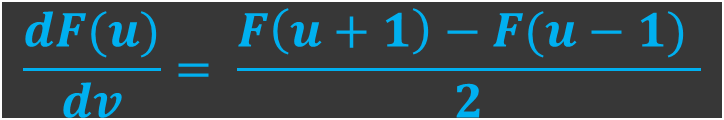 dF(u)/dv = F(u + 1) − F(u − 1)/2